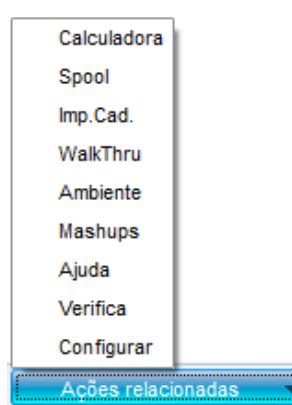 Calculadora
Spool
Imp.Cad.
WalkThru
Ambiente
Mashups
Ajuda
Verifica
Configurar
Ações relacionadas